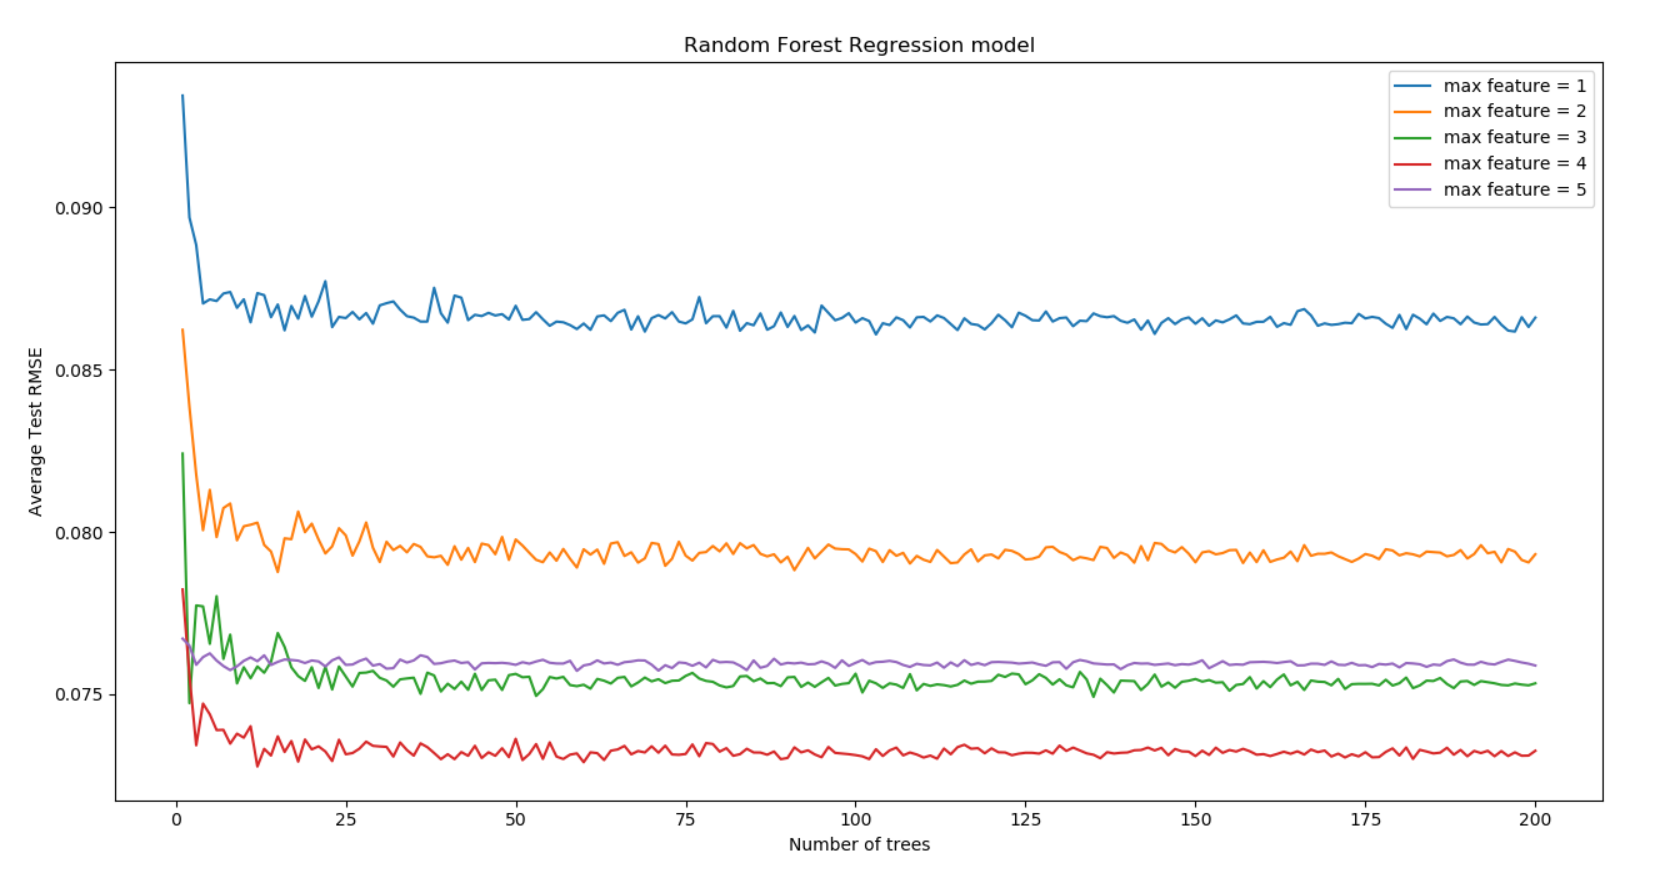 Random Forest Regression model
max feature = 1
max feature = 2
max feature = 3
max feature = 4
max feature = 5
0.090
0.085
0.080
0.075
Average Test RMSE
0 25 50 75 100 125 150 175 200
Number of trees